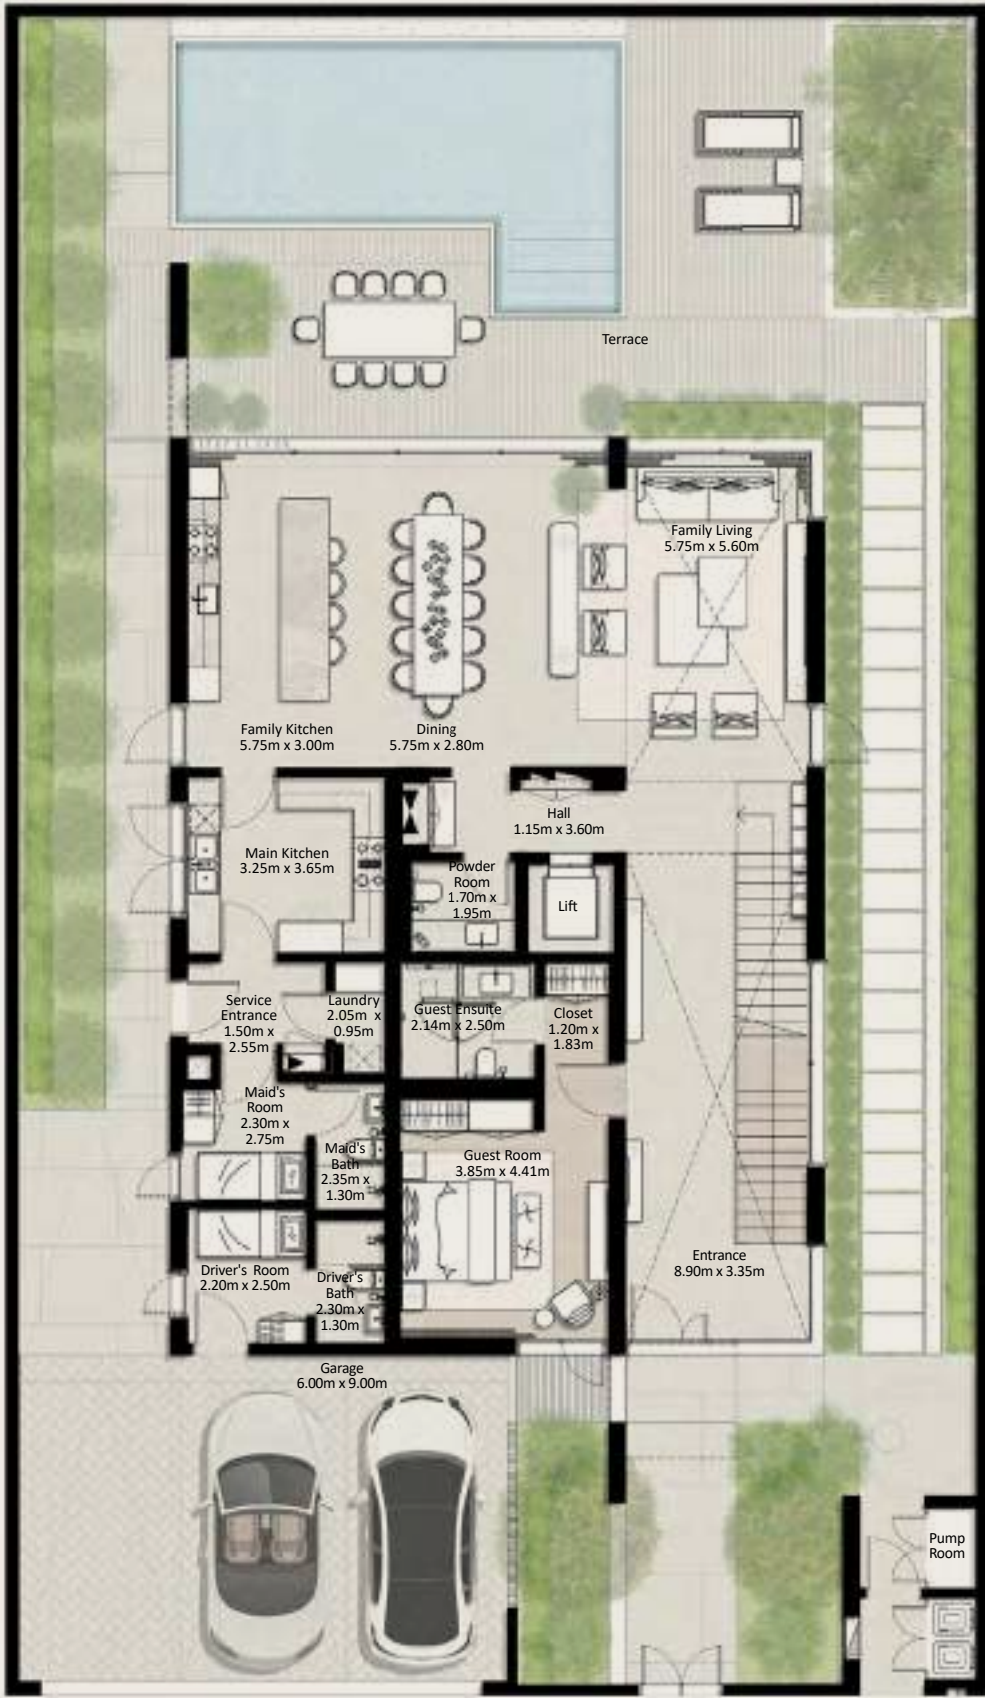 Terrace
Family Living
5.75m x 5.60m
Family Kitchen
5.75m x 3.00m
Dining
5.75m x 2.80m
Hall
1.15m x 3.60m
Main Kitchen
3.25m x 3.65m
Powder
Room
1.70m x
1.95m
Lift
Service
Entrance
1.50m x
2.55m
Laundry
2.05m x
0.95m
Guest Ensuite
2.14m x 2.50m
Closet
1.20m x
1.83m
Maid's
Room
2.30m x
2.75m
Maid's
Bath
2.35m x
1.30m
Guest Room
3.85m x 4.41m
Driver's Room
2.20m x 2.50m
Driver's
Bath
2.30m x
1.30m
Entrance
8.90m x 3.35m
Garage
6.00m x 9.00m
Pump
Room